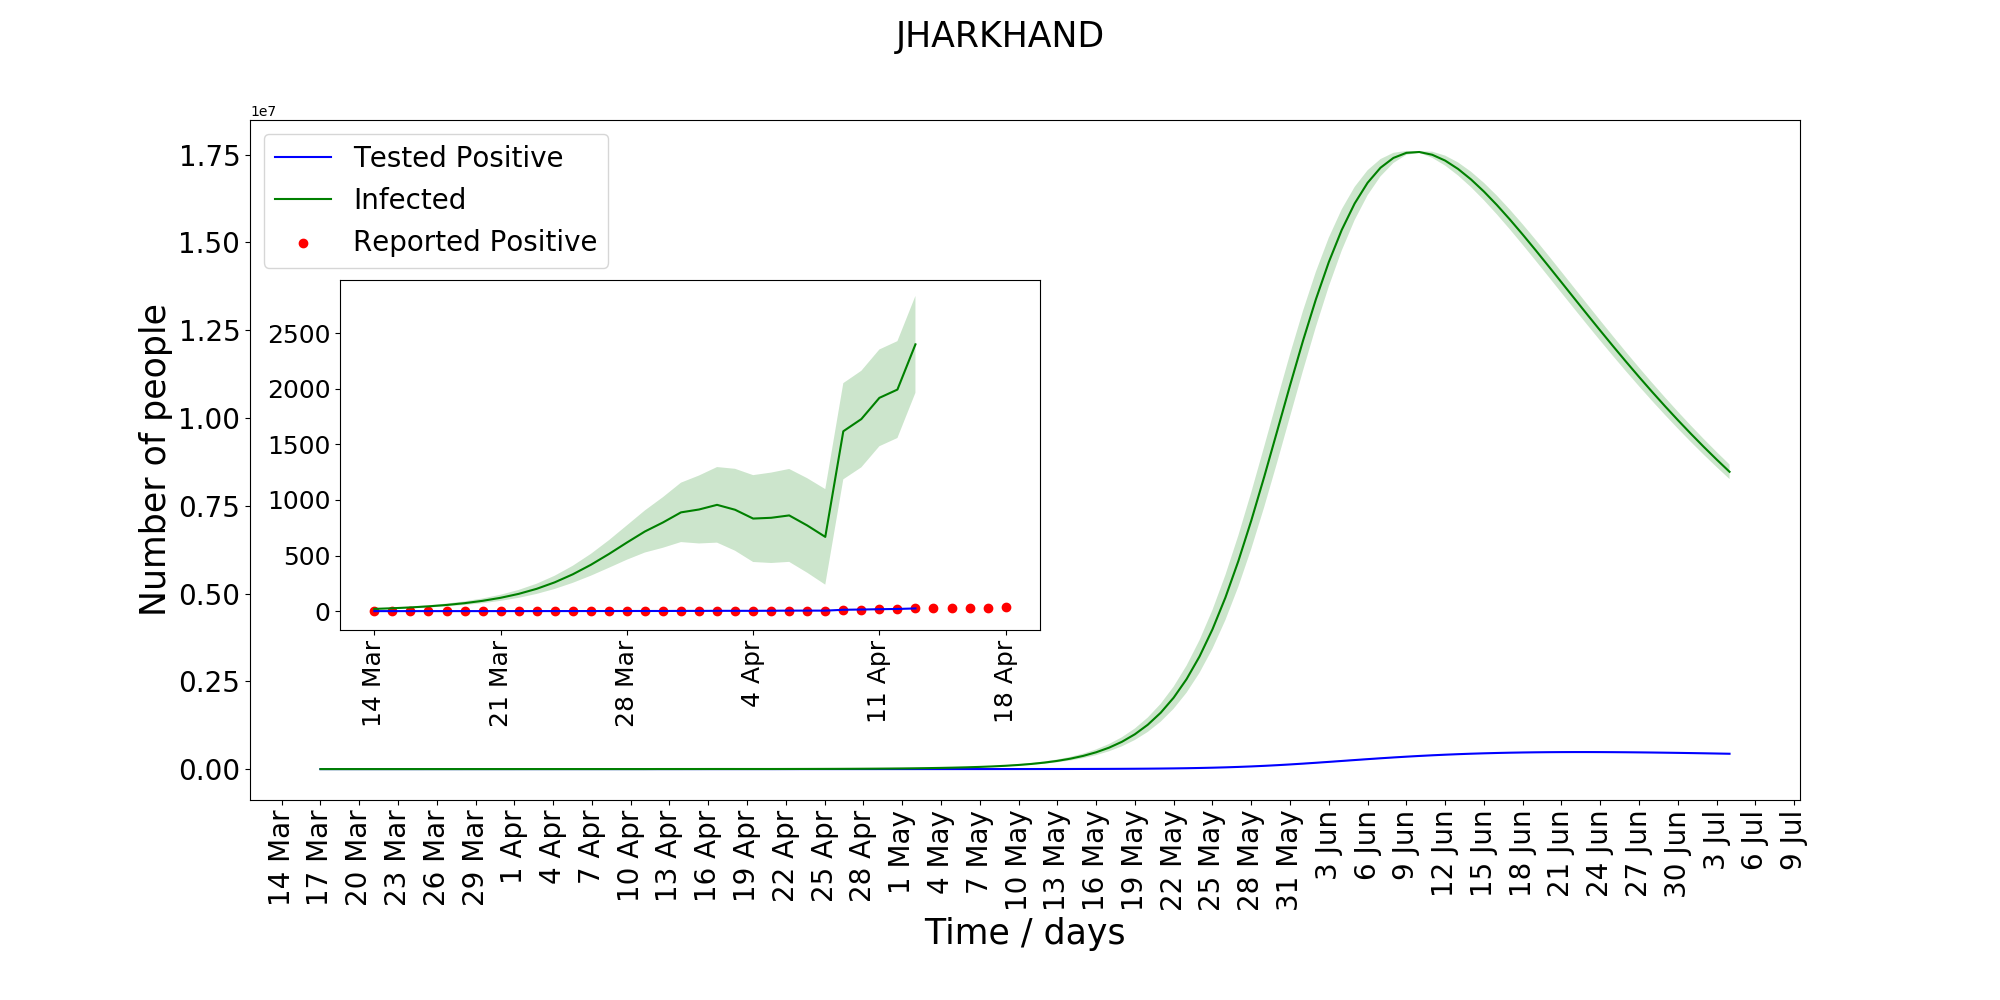 JHARKHAND
1e7
1.75
1.50
1.25
1.00
0.75
0.50
0.25
0.00
Number of people
Tested Positive
Infected
Reported Positive
2500
2000
1500
1000
500
0
14 Mar
21 Mar
28 Mar
4 Apr
11 Apr
18 Apr
14 Mar
17 Mar
20 Mar
23 Mar
26 Mar
29 Mar
1 Apr
4 Apr
7 Apr
10 Apr
13 Apr
16 Apr
19 Apr
22 Apr
25 Apr
28 Apr
1 May
4 May
7 May
10 May
13 May
16 May
19 May
22 May
25 May
28 May
31 May
3 Jun
6 Jun
9 Jun
12 Jun
15 Jun
18 Jun
21 Jun
24 Jun
27 Jun
30 Jun
3 Jul
6 Jul
9 Jul
Time / days